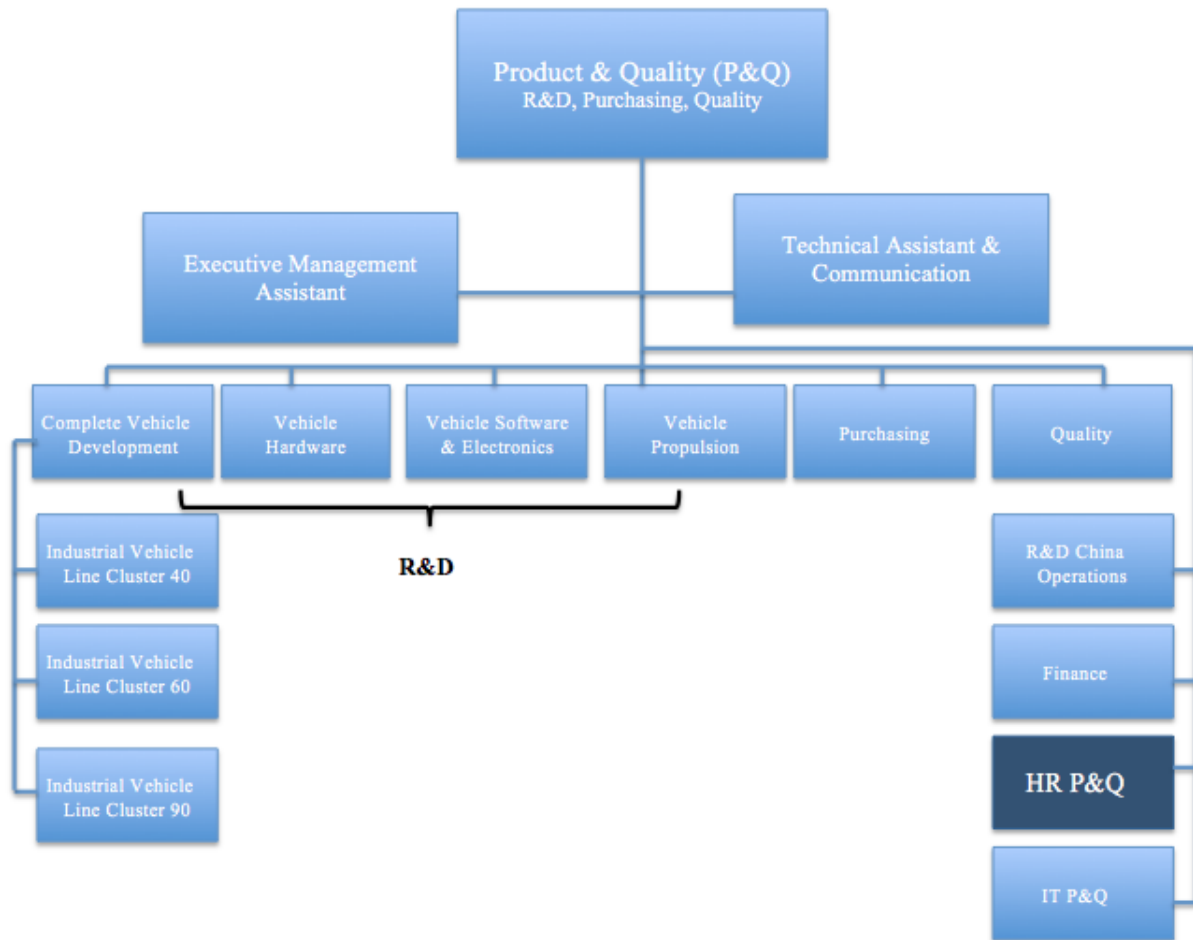 Product & Quality (P&Q)
R&D, Purchasing, Quality
Executive Management
Assistant
Technical Assistant &
Communication
Complete Vehicle
Development
Vehicle
Hardware
Vehicle Software
& Electronics
Vehicle
Propulsion
Purchasing
Quality
R&D
Industrial Vehicle
Line Cluster 40
Industrial Vehicle
Line Cluster 60
Industrial Vehicle
Line Cluster 90
R&D China
Operations
Finance
HR P&Q
IT P&Q